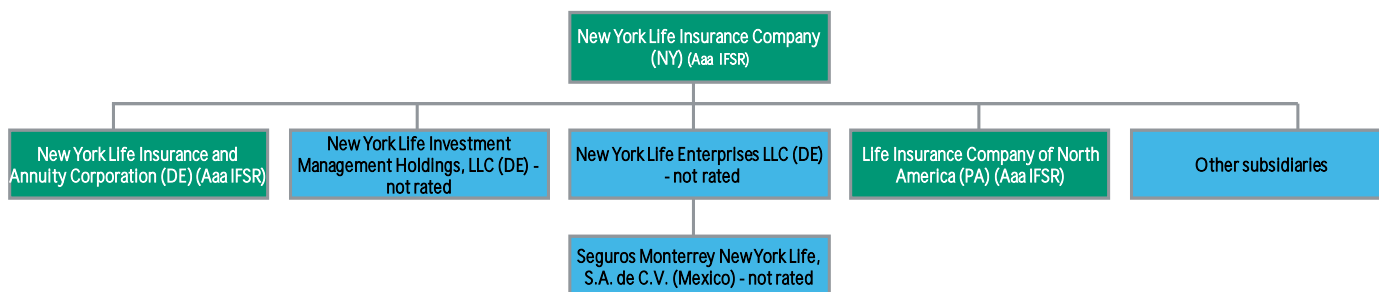 New York Life Insurance Company
(NY) (Aaa IFSR)
New York Life Insurance and
Annuity Corporation (DE) (Aaa IFSR)
New York Life Investment
Management Holdings, LLC (DE) -
not rated
New York Life Enterprises LLC (DE)
- not rated
Life Insurance Company of North
America (PA) (Aaa IFSR)
Other subsidiaries
Seguros Monterrey New York Life,
S.A. de C.V. (Mexico) - not rated